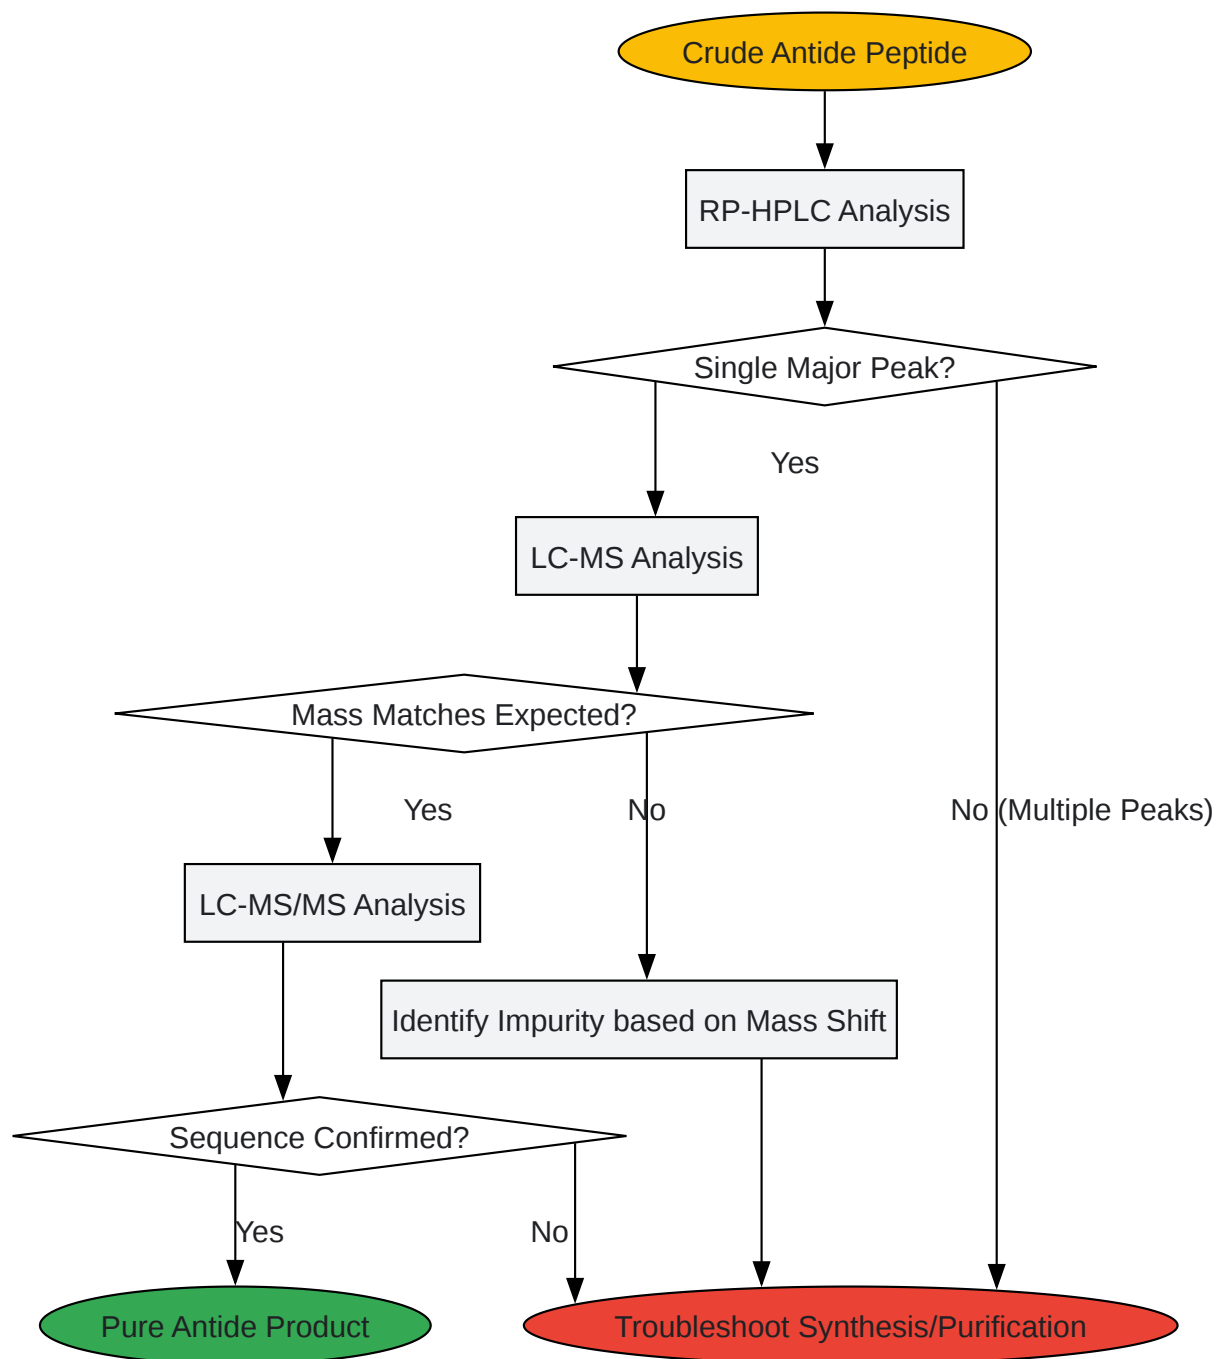 Crude Antide Peptide
RP-HPLC Analysis
Single Major Peak?
Yes
LC-MS Analysis
Mass Matches Expected?
Yes
No
No (Multiple Peaks)
LC-MS/MS Analysis
Identify Impurity based on Mass Shift
Sequence Confirmed?
Yes
No
Pure Antide Product
Troubleshoot Synthesis/Purification